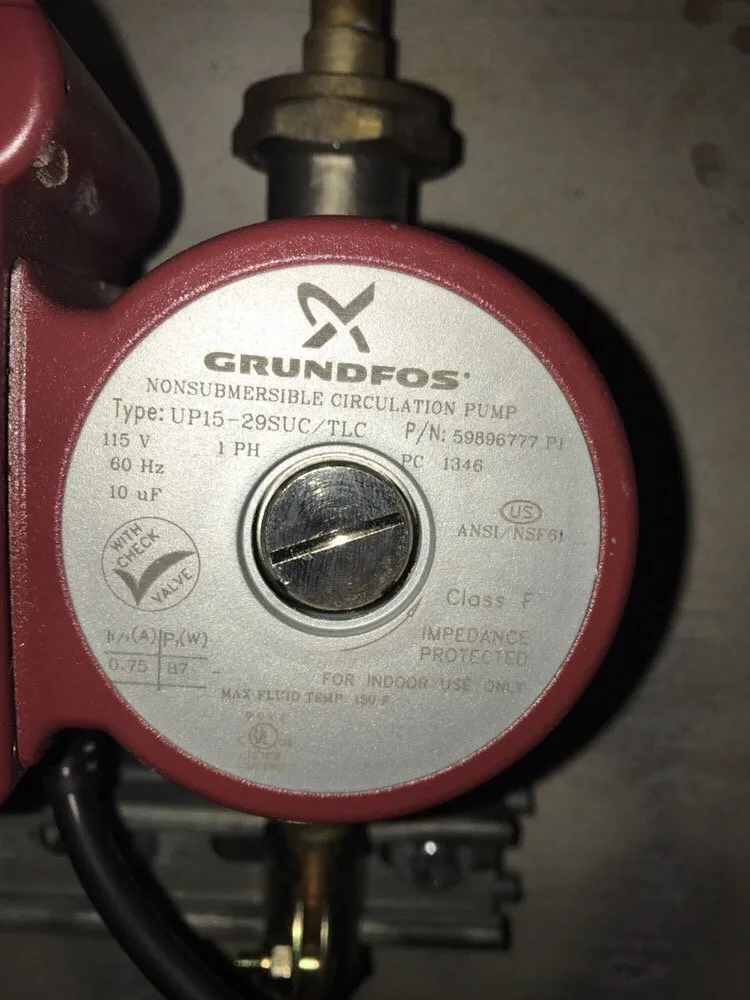 GRUNDFOS
NONSUBMERSIBLE CIRCULATION PUMP
Type: UP15-29SUC/TLC P/N: 59896777 P1
115 V 1 PH PC 1346
60 Hz
10 uF
US
ANSI/NSF61
WITH CHECK VALVE
Class F
IMPEDANCE
PROTECTED
(A) P₁(W)
0.75 87
FOR INDOOR USE ONLY
MAX FLUID TEMP 150 F
UL